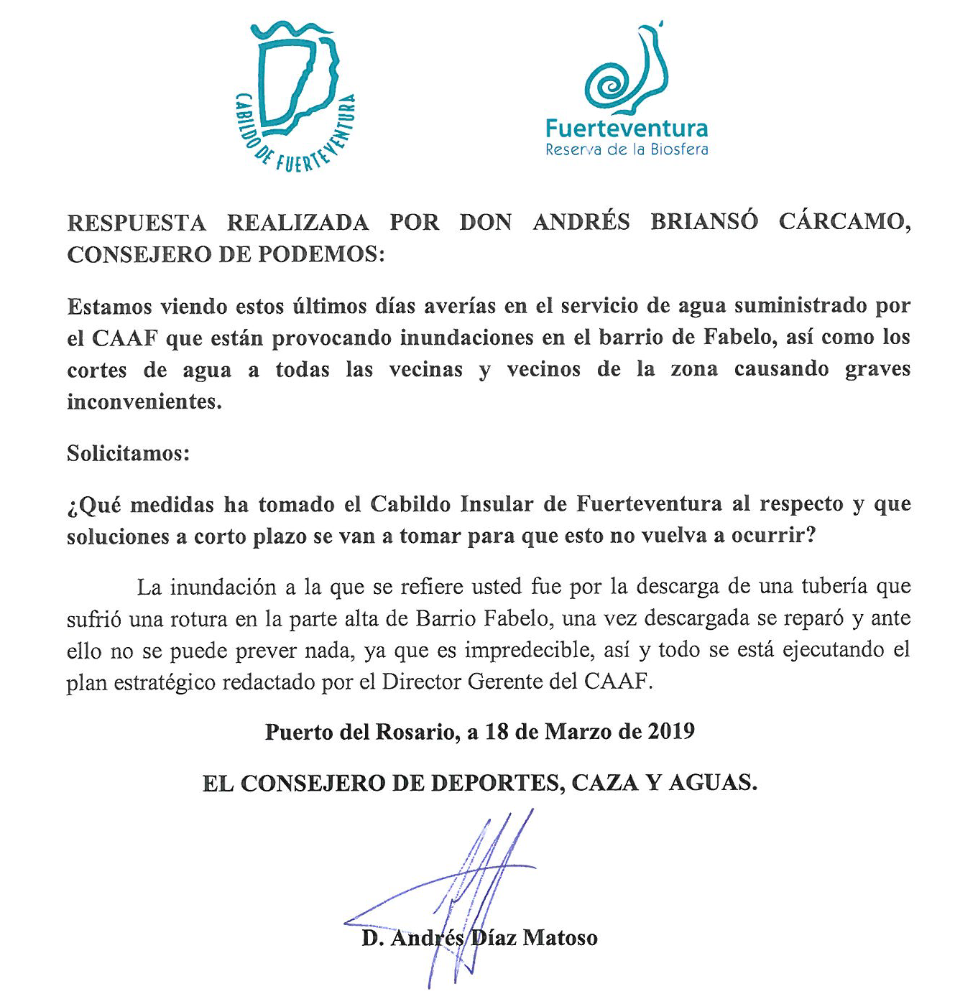 CABILDO DE FUERTEVENTURA
Fuerteventura
Reserva de la Biosfera
RESPUESTA REALIZADA POR DON ANDRÉS BRIANSÓ CÁRCAMO,
CONSEJERO DE PODEMOS:
Estamos viendo estos últimos días averías en el servicio de agua suministrado por
el CAAF que están provocando inundaciones en el barrio de Fabelo, así como los
cortes de agua a todas las vecinas y vecinos de la zona causando graves
inconvenientes.
Solicitamos:
¿Qué medidas ha tomado el Cabildo Insular de Fuerteventura al respecto y que
soluciones a corto plazo se van a tomar para que esto no vuelva a ocurrir?
La inundación a la que se refiere usted fue por la descarga de una tubería que
sufrió una rotura en la parte alta de Barrio Fabelo, una vez descargada se reparó y ante
ello no se puede prever nada, ya que es impredecible, así y todo se está ejecutando el
plan estratégico redactado por el Director Gerente del CAAF.
Puerto del Rosario, a 18 de Marzo de 2019
EL CONSEJERO DE DEPORTES, CAZA Y AGUAS.
D. Andrés Díaz Matoso